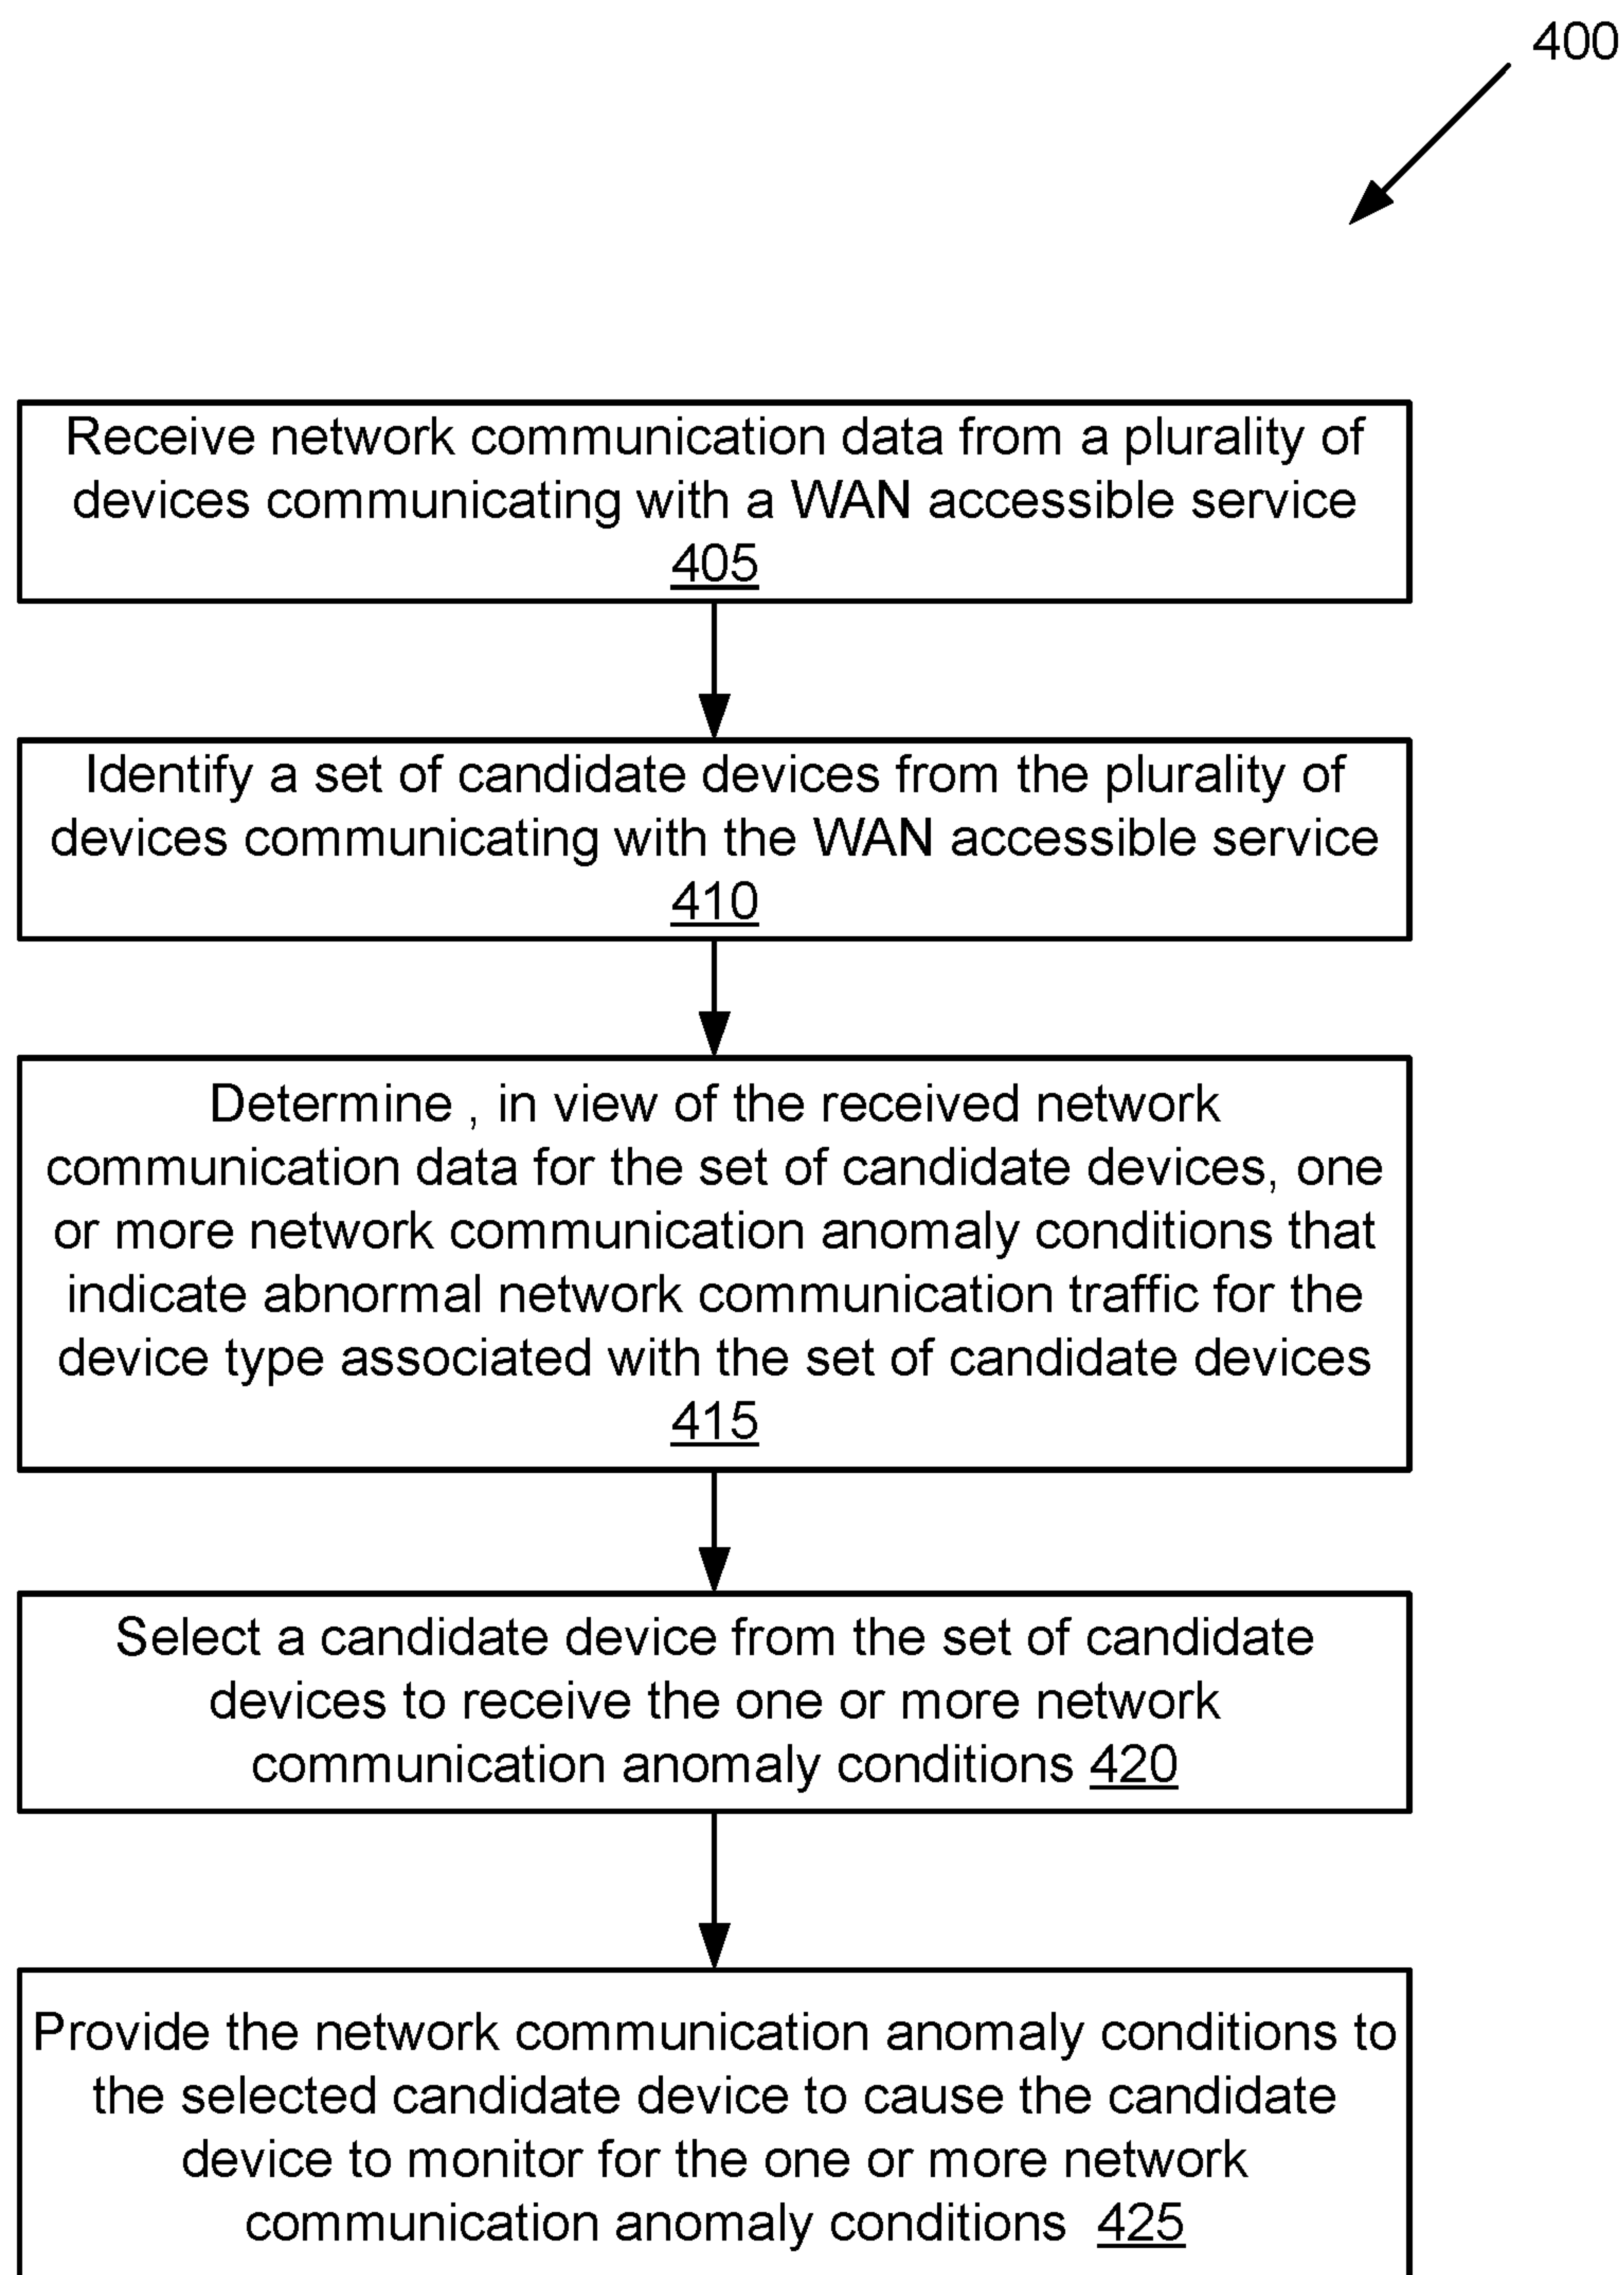 400
Receive network communication data from a plurality of
devices communicating with a WAN accessible service
405
Identify a set of candidate devices from the plurality of
devices communicating with the WAN accessible service
410
Determine , in view of the received network
communication data for the set of candidate devices, one
or more network communication anomaly conditions that
indicate abnormal network communication traffic for the
device type associated with the set of candidate devices
415
Select a candidate device from the set of candidate
devices to receive the one or more network
communication anomaly conditions 420
Provide the network communication anomaly conditions to
the selected candidate device to cause the candidate
device to monitor for the one or more network
communication anomaly conditions 425